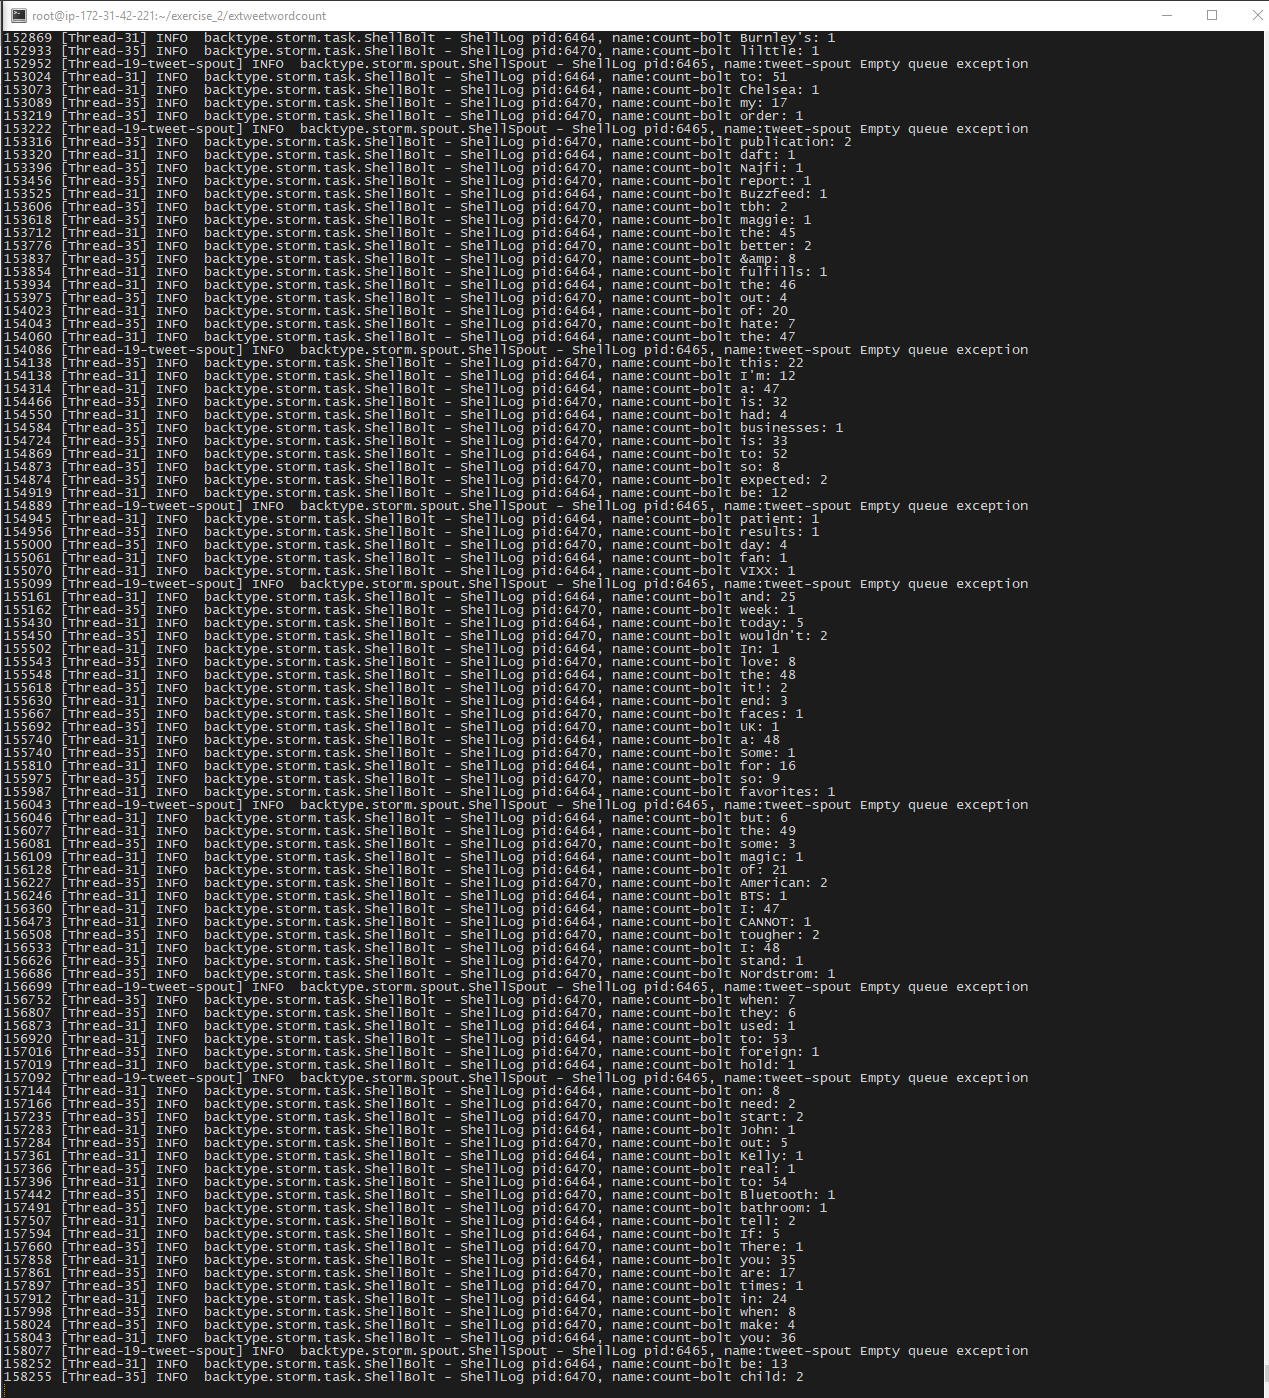 root@ip-172-31-42-221:~/exercise_2/extweetwordcount
152869 [Thread-31] INFO  backtype.storm.task.ShellBolt - ShellLog pid:6464, name:count-bolt Burnley's: 1
152933 [Thread-35] INFO  backtype.storm.task.ShellBolt - ShellLog pid:6470, name:count-bolt lilttle: 1
152952 [Thread-19-tweet-spout] INFO  backtype.storm.spout.ShellSpout - ShellLog pid:6465, name:tweet-spout Empty queue exception
153024 [Thread-31] INFO  backtype.storm.task.ShellBolt - ShellLog pid:6464, name:count-bolt to: 51
153073 [Thread-31] INFO  backtype.storm.task.ShellBolt - ShellLog pid:6464, name:count-bolt Chelsea: 1
153089 [Thread-35] INFO  backtype.storm.task.ShellBolt - ShellLog pid:6470, name:count-bolt my: 17
153219 [Thread-35] INFO  backtype.storm.task.ShellBolt - ShellLog pid:6470, name:count-bolt order: 1
153222 [Thread-19-tweet-spout] INFO  backtype.storm.spout.ShellSpout - ShellLog pid:6465, name:tweet-spout Empty queue exception
153316 [Thread-35] INFO  backtype.storm.task.ShellBolt - ShellLog pid:6470, name:count-bolt publication: 2
153320 [Thread-31] INFO  backtype.storm.task.ShellBolt - ShellLog pid:6464, name:count-bolt daft: 1
153396 [Thread-35] INFO  backtype.storm.task.ShellBolt - ShellLog pid:6470, name:count-bolt Najfi: 1
153456 [Thread-35] INFO  backtype.storm.task.ShellBolt - ShellLog pid:6470, name:count-bolt report: 1
153525 [Thread-31] INFO  backtype.storm.task.ShellBolt - ShellLog pid:6464, name:count-bolt Buzzfeed: 1
153606 [Thread-35] INFO  backtype.storm.task.ShellBolt - ShellLog pid:6470, name:count-bolt tbh: 2
153618 [Thread-35] INFO  backtype.storm.task.ShellBolt - ShellLog pid:6470, name:count-bolt maggie: 1
153712 [Thread-31] INFO  backtype.storm.task.ShellBolt - ShellLog pid:6464, name:count-bolt the: 45
153776 [Thread-35] INFO  backtype.storm.task.ShellBolt - ShellLog pid:6470, name:count-bolt better: 2
153837 [Thread-35] INFO  backtype.storm.task.ShellBolt - ShellLog pid:6470, name:count-bolt &amp: 8
153854 [Thread-31] INFO  backtype.storm.task.ShellBolt - ShellLog pid:6464, name:count-bolt fulfills: 1
153934 [Thread-31] INFO  backtype.storm.task.ShellBolt - ShellLog pid:6464, name:count-bolt the: 46
153975 [Thread-35] INFO  backtype.storm.task.ShellBolt - ShellLog pid:6470, name:count-bolt out: 4
154023 [Thread-31] INFO  backtype.storm.task.ShellBolt - ShellLog pid:6464, name:count-bolt of: 20
154043 [Thread-35] INFO  backtype.storm.task.ShellBolt - ShellLog pid:6470, name:count-bolt hate: 7
154060 [Thread-31] INFO  backtype.storm.task.ShellBolt - ShellLog pid:6464, name:count-bolt the: 47
154086 [Thread-19-tweet-spout] INFO  backtype.storm.spout.ShellSpout - ShellLog pid:6465, name:tweet-spout Empty queue exception
154138 [Thread-35] INFO  backtype.storm.task.ShellBolt - ShellLog pid:6470, name:count-bolt this: 22
154138 [Thread-31] INFO  backtype.storm.task.ShellBolt - ShellLog pid:6464, name:count-bolt I'm: 12
154314 [Thread-31] INFO  backtype.storm.task.ShellBolt - ShellLog pid:6464, name:count-bolt a: 47
154466 [Thread-35] INFO  backtype.storm.task.ShellBolt - ShellLog pid:6470, name:count-bolt is: 32
154550 [Thread-31] INFO  backtype.storm.task.ShellBolt - ShellLog pid:6464, name:count-bolt had: 4
154584 [Thread-35] INFO  backtype.storm.task.ShellBolt - ShellLog pid:6470, name:count-bolt businesses: 1
154724 [Thread-35] INFO  backtype.storm.task.ShellBolt - ShellLog pid:6470, name:count-bolt is: 33
154869 [Thread-31] INFO  backtype.storm.task.ShellBolt - ShellLog pid:6464, name:count-bolt to: 52
154873 [Thread-35] INFO  backtype.storm.task.ShellBolt - ShellLog pid:6470, name:count-bolt so: 8
154874 [Thread-35] INFO  backtype.storm.task.ShellBolt - ShellLog pid:6470, name:count-bolt expected: 2
154919 [Thread-31] INFO  backtype.storm.task.ShellBolt - ShellLog pid:6464, name:count-bolt be: 12
154889 [Thread-19-tweet-spout] INFO  backtype.storm.spout.ShellSpout - ShellLog pid:6465, name:tweet-spout Empty queue exception
154945 [Thread-31] INFO  backtype.storm.task.ShellBolt - ShellLog pid:6464, name:count-bolt patient: 1
154956 [Thread-35] INFO  backtype.storm.task.ShellBolt - ShellLog pid:6470, name:count-bolt results: 1
155000 [Thread-35] INFO  backtype.storm.task.ShellBolt - ShellLog pid:6470, name:count-bolt day: 4
155061 [Thread-31] INFO  backtype.storm.task.ShellBolt - ShellLog pid:6464, name:count-bolt fan: 1
155070 [Thread-31] INFO  backtype.storm.task.ShellBolt - ShellLog pid:6464, name:count-bolt VIXX: 1
155099 [Thread-19-tweet-spout] INFO  backtype.storm.spout.ShellSpout - ShellLog pid:6465, name:tweet-spout Empty queue exception
155161 [Thread-31] INFO  backtype.storm.task.ShellBolt - ShellLog pid:6464, name:count-bolt and: 25
155162 [Thread-35] INFO  backtype.storm.task.ShellBolt - ShellLog pid:6470, name:count-bolt week: 1
155430 [Thread-31] INFO  backtype.storm.task.ShellBolt - ShellLog pid:6464, name:count-bolt today: 5
155450 [Thread-35] INFO  backtype.storm.task.ShellBolt - ShellLog pid:6470, name:count-bolt wouldn't: 2
155502 [Thread-31] INFO  backtype.storm.task.ShellBolt - ShellLog pid:6464, name:count-bolt In: 1
155543 [Thread-35] INFO  backtype.storm.task.ShellBolt - ShellLog pid:6470, name:count-bolt love: 8
155548 [Thread-31] INFO  backtype.storm.task.ShellBolt - ShellLog pid:6464, name:count-bolt the: 48
155618 [Thread-35] INFO  backtype.storm.task.ShellBolt - ShellLog pid:6470, name:count-bolt it!: 2
155630 [Thread-31] INFO  backtype.storm.task.ShellBolt - ShellLog pid:6464, name:count-bolt end: 3
155667 [Thread-35] INFO  backtype.storm.task.ShellBolt - ShellLog pid:6470, name:count-bolt faces: 1
155692 [Thread-35] INFO  backtype.storm.task.ShellBolt - ShellLog pid:6470, name:count-bolt UK: 1
155740 [Thread-31] INFO  backtype.storm.task.ShellBolt - ShellLog pid:6464, name:count-bolt a: 48
155740 [Thread-35] INFO  backtype.storm.task.ShellBolt - ShellLog pid:6470, name:count-bolt Some: 1
155810 [Thread-31] INFO  backtype.storm.task.ShellBolt - ShellLog pid:6464, name:count-bolt for: 16
155975 [Thread-35] INFO  backtype.storm.task.ShellBolt - ShellLog pid:6470, name:count-bolt so: 9
155987 [Thread-31] INFO  backtype.storm.task.ShellBolt - ShellLog pid:6464, name:count-bolt favorites: 1
156043 [Thread-19-tweet-spout] INFO  backtype.storm.spout.ShellSpout - ShellLog pid:6465, name:tweet-spout Empty queue exception
156046 [Thread-31] INFO  backtype.storm.task.ShellBolt - ShellLog pid:6464, name:count-bolt but: 6
156077 [Thread-31] INFO  backtype.storm.task.ShellBolt - ShellLog pid:6464, name:count-bolt the: 49
156081 [Thread-35] INFO  backtype.storm.task.ShellBolt - ShellLog pid:6470, name:count-bolt some: 3
156109 [Thread-31] INFO  backtype.storm.task.ShellBolt - ShellLog pid:6464, name:count-bolt magic: 1
156128 [Thread-31] INFO  backtype.storm.task.ShellBolt - ShellLog pid:6464, name:count-bolt of: 21
156227 [Thread-35] INFO  backtype.storm.task.ShellBolt - ShellLog pid:6470, name:count-bolt American: 2
156246 [Thread-31] INFO  backtype.storm.task.ShellBolt - ShellLog pid:6464, name:count-bolt BTS: 1
156360 [Thread-31] INFO  backtype.storm.task.ShellBolt - ShellLog pid:6464, name:count-bolt I: 47
156473 [Thread-31] INFO  backtype.storm.task.ShellBolt - ShellLog pid:6464, name:count-bolt CANNOT: 1
156508 [Thread-35] INFO  backtype.storm.task.ShellBolt - ShellLog pid:6470, name:count-bolt tougher: 2
156533 [Thread-31] INFO  backtype.storm.task.ShellBolt - ShellLog pid:6464, name:count-bolt I: 48
156626 [Thread-35] INFO  backtype.storm.task.ShellBolt - ShellLog pid:6470, name:count-bolt stand: 1
156686 [Thread-35] INFO  backtype.storm.task.ShellBolt - ShellLog pid:6470, name:count-bolt Nordstrom: 1
156699 [Thread-19-tweet-spout] INFO  backtype.storm.spout.ShellSpout - ShellLog pid:6465, name:tweet-spout Empty queue exception
156752 [Thread-35] INFO  backtype.storm.task.ShellBolt - ShellLog pid:6470, name:count-bolt when: 7
156807 [Thread-35] INFO  backtype.storm.task.ShellBolt - ShellLog pid:6470, name:count-bolt they: 6
156873 [Thread-31] INFO  backtype.storm.task.ShellBolt - ShellLog pid:6464, name:count-bolt used: 1
156920 [Thread-31] INFO  backtype.storm.task.ShellBolt - ShellLog pid:6464, name:count-bolt to: 53
157016 [Thread-35] INFO  backtype.storm.task.ShellBolt - ShellLog pid:6470, name:count-bolt foreign: 1
157019 [Thread-31] INFO  backtype.storm.task.ShellBolt - ShellLog pid:6464, name:count-bolt hold: 1
157092 [Thread-19-tweet-spout] INFO  backtype.storm.spout.ShellSpout - ShellLog pid:6465, name:tweet-spout Empty queue exception
157144 [Thread-31] INFO  backtype.storm.task.ShellBolt - ShellLog pid:6464, name:count-bolt on: 8
157166 [Thread-35] INFO  backtype.storm.task.ShellBolt - ShellLog pid:6470, name:count-bolt need: 2
157235 [Thread-35] INFO  backtype.storm.task.ShellBolt - ShellLog pid:6470, name:count-bolt start: 2
157283 [Thread-31] INFO  backtype.storm.task.ShellBolt - ShellLog pid:6464, name:count-bolt John: 1
157284 [Thread-35] INFO  backtype.storm.task.ShellBolt - ShellLog pid:6470, name:count-bolt out: 5
157361 [Thread-31] INFO  backtype.storm.task.ShellBolt - ShellLog pid:6464, name:count-bolt Kelly: 1
157366 [Thread-35] INFO  backtype.storm.task.ShellBolt - ShellLog pid:6470, name:count-bolt real: 1
157396 [Thread-31] INFO  backtype.storm.task.ShellBolt - ShellLog pid:6464, name:count-bolt to: 54
157442 [Thread-35] INFO  backtype.storm.task.ShellBolt - ShellLog pid:6470, name:count-bolt Bluetooth: 1
157491 [Thread-35] INFO  backtype.storm.task.ShellBolt - ShellLog pid:6470, name:count-bolt bathroom: 1
157507 [Thread-31] INFO  backtype.storm.task.ShellBolt - ShellLog pid:6464, name:count-bolt tell: 2
157594 [Thread-31] INFO  backtype.storm.task.ShellBolt - ShellLog pid:6464, name:count-bolt If: 5
157660 [Thread-35] INFO  backtype.storm.task.ShellBolt - ShellLog pid:6470, name:count-bolt There: 1
157858 [Thread-31] INFO  backtype.storm.task.ShellBolt - ShellLog pid:6464, name:count-bolt you: 35
157861 [Thread-35] INFO  backtype.storm.task.ShellBolt - ShellLog pid:6470, name:count-bolt are: 17
157897 [Thread-35] INFO  backtype.storm.task.ShellBolt - ShellLog pid:6470, name:count-bolt times: 1
157912 [Thread-31] INFO  backtype.storm.task.ShellBolt - ShellLog pid:6464, name:count-bolt in: 24
157998 [Thread-35] INFO  backtype.storm.task.ShellBolt - ShellLog pid:6470, name:count-bolt when: 8
158024 [Thread-35] INFO  backtype.storm.task.ShellBolt - ShellLog pid:6470, name:count-bolt make: 4
158043 [Thread-31] INFO  backtype.storm.task.ShellBolt - ShellLog pid:6464, name:count-bolt you: 36
158077 [Thread-19-tweet-spout] INFO  backtype.storm.spout.ShellSpout - ShellLog pid:6465, name:tweet-spout Empty queue exception
158252 [Thread-31] INFO  backtype.storm.task.ShellBolt - ShellLog pid:6464, name:count-bolt be: 13
158255 [Thread-35] INFO  backtype.storm.task.ShellBolt - ShellLog pid:6470, name:count-bolt child: 2